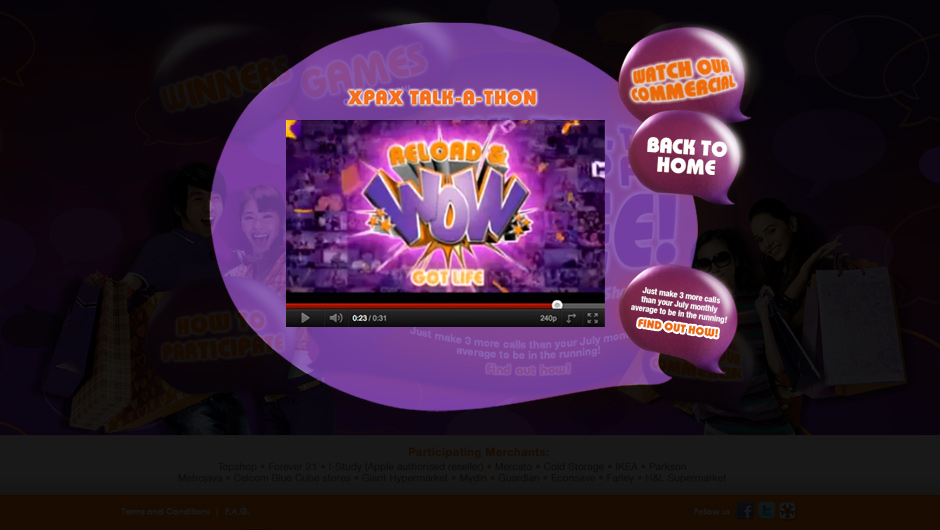 WINNERS
GAMES
XPAX TALK-A-THON
WATCH OUR
COMMERCIAL
BACK TO
HOME
RELOAD &
WOW
GOT LIFE
0:23 / 0:31
240p
Just make 3 more calls
than your July monthly
average to be in the running!
FIND OUT HOW!
HOW TO
PARTICIPATE
Just make 3 more calls than your July mon
average to be in the running!
find out how!
Participating Merchants:
Topshop • Forever 21 • i-Study (Apple authorised reseller) • Mercato • Cold Storage • IKEA • Parkson
Metrojaya • Celcom Blue Cube stores • Giant Hypermarket • Mydin • Guardian • Econsave • Farley • H&L Supermarket
Terms and Conditions | F.A.Q.
Follow us